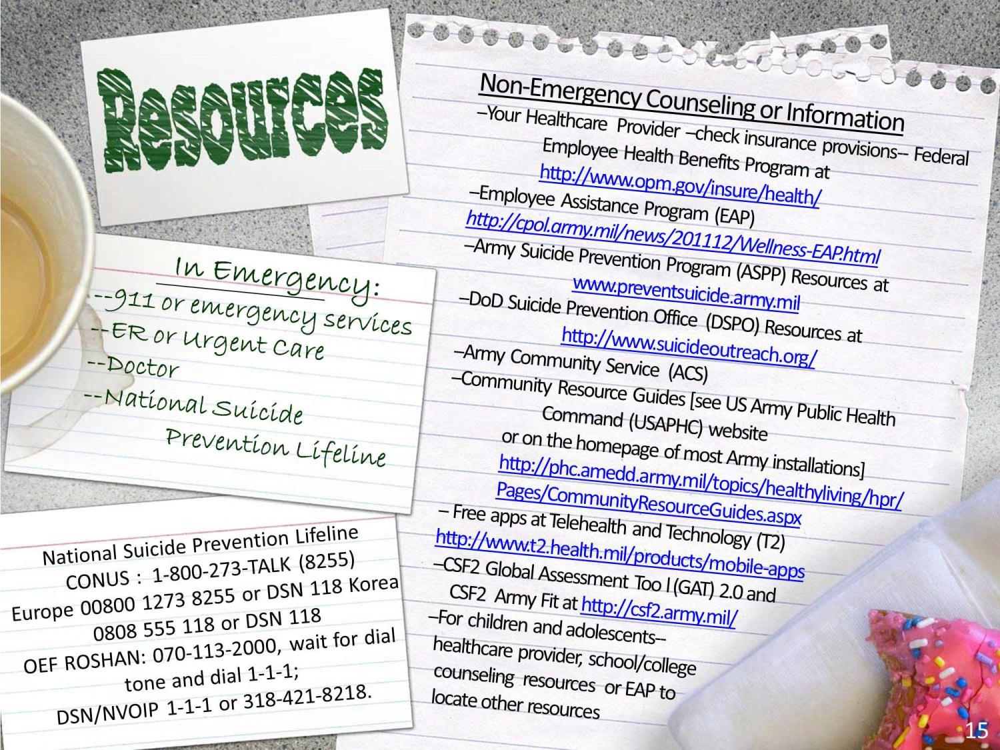 Resources
In Emergency:
--911 or emergency services
--ER or Urgent Care
--Doctor
--National Suicide
Prevention Lifeline
National Suicide Prevention Lifeline
CONUS : 1-800-273-TALK (8255)
Europe 00800 1273 8255 or DSN 118 Korea
0808 555 118 or DSN 118
OEF ROSHAN: 070-113-2000, wait for dial
tone and dial 1-1-1;
DSN/NVOIP 1-1-1 or 318-421-8218.
Non-Emergency Counseling or Information
–Your Healthcare Provider –check insurance provisions-- Federal
Employee Health Benefits Program at
http://www.opm.gov/insure/health/
–Employee Assistance Program (EAP)
http://cpol.army.mil/news/201112/Wellness-EAP.html
–Army Suicide Prevention Program (ASPP) Resources at
www.preventsuicide.army.mil
–DoD Suicide Prevention Office (DSPO) Resources at
http://www.suicideoutreach.org/
–Army Community Service (ACS)
–Community Resource Guides [see US Army Public Health
Command (USAPHC) website
or on the homepage of most Army installations]
http://phc.amedd.army.mil/topics/healthyliving/hpr/
Pages/CommunityResourceGuides.aspx
– Free apps at Telehealth and Technology (T2)
http://www.t2.health.mil/products/mobile-apps
–CSF2 Global Assessment Too l (GAT) 2.0 and
CSF2 Army Fit at http://csf2.army.mil/
–For children and adolescents--
healthcare provider, school/college
counseling resources or EAP to
locate other resources
15